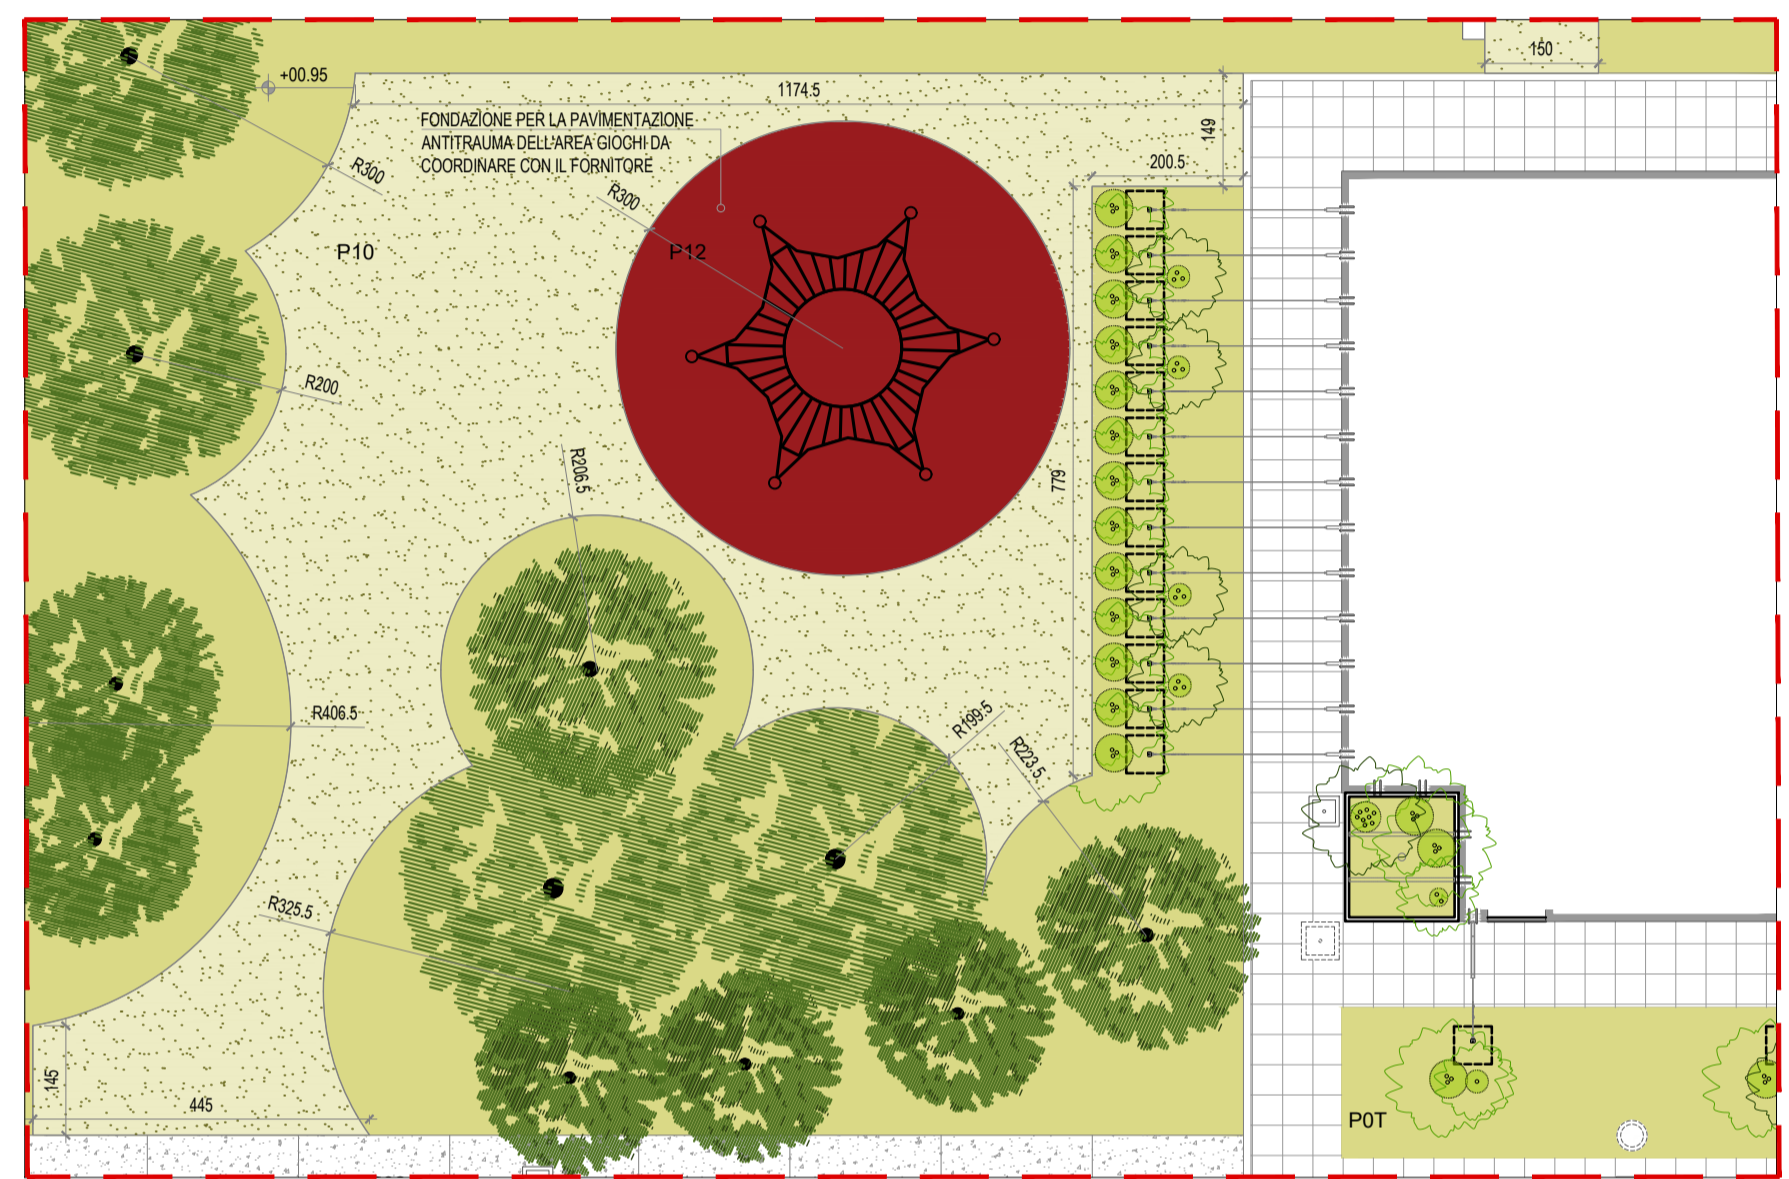 150
+00.95
1174.5
FONDAZIONE PER LA PAVIMENTAZIONE
ANTITRAUMA DELL'AREA GIOCHI DA
COORDINARE CON IL FORNITORE
149
200.5
R300
R300
P10
P12
R200
R206.5
779
R406.5
R199.5
R223.5
R325.5
145
445
P0T